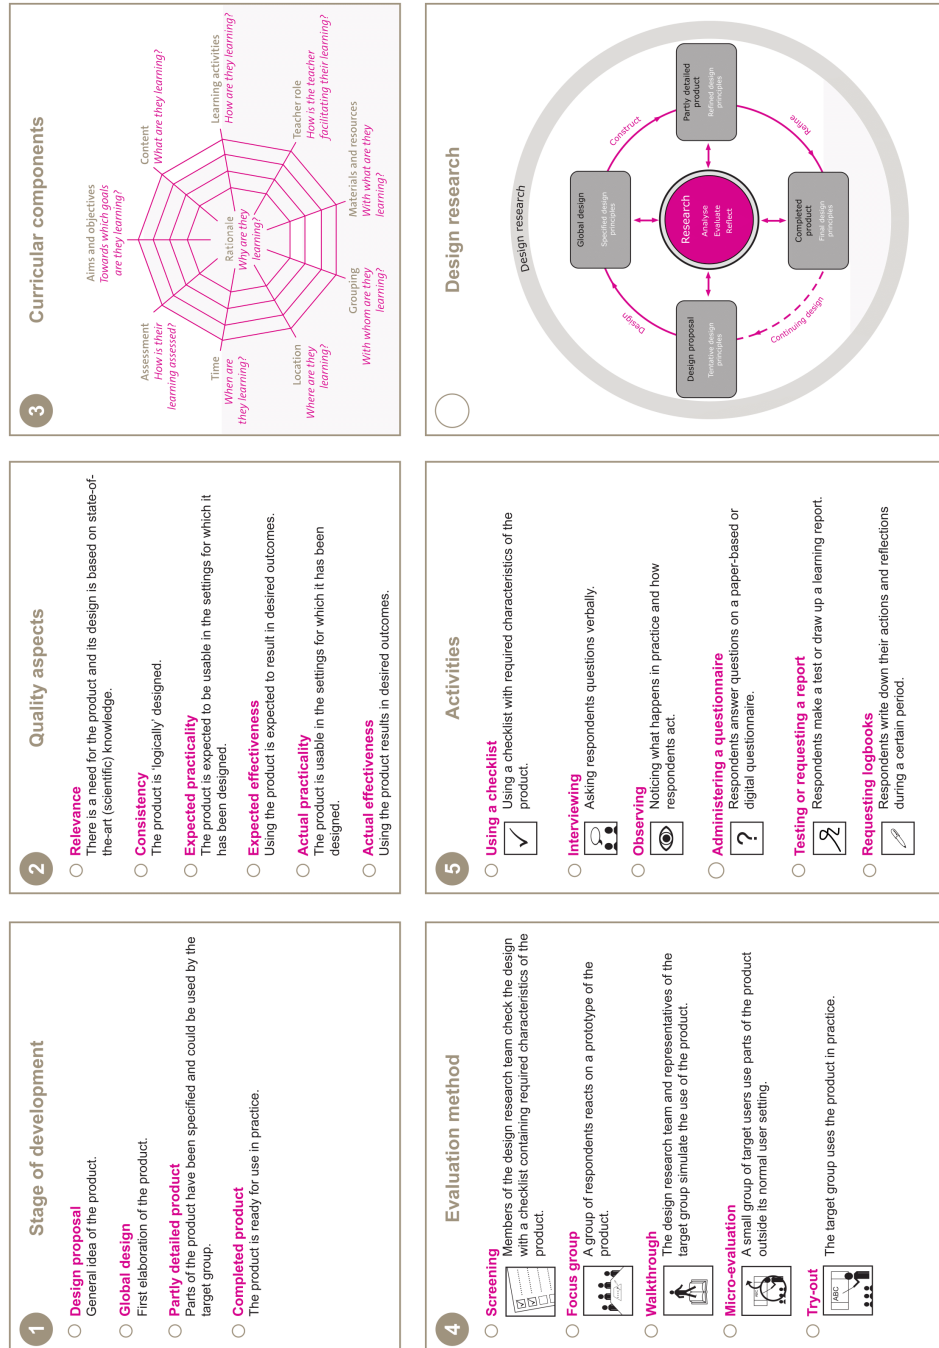 1
Stage of development
Design proposal
General idea of the product.
Global design
First elaboration of the product.
Partly detailed product
Parts of the product have been specified and could be used by the
target group.
Completed product
The product is ready for use in practice.
2
Quality aspects
Relevance
There is a need for the product and its design is based on state-of-
the-art (scientific) knowledge.
Consistency
The product is 'logically' designed.
Expected practicality
The product is expected to be usable in the settings for which it
has been designed.
Expected effectiveness
Using the product is expected to result in desired outcomes.
Actual practicality
The product is usable in the settings for which it has been
designed.
Actual effectiveness
Using the product results in desired outcomes.
3
Curricular components
Aims and objectives
Towards which goals
are they learning?
Content
What are they learning?
Learning activities
How are they learning?
Teacher role
How is the teacher
facilitating their learning?
Materials and resources
With what are they
learning?
Grouping
With whom are they
learning?
Location
Where are they
learning?
Time
When are
they learning?
Assessment
How is their
learning assessed?
Rationale
Why are they
learning?
4
Evaluation method
Screening
Members of the design research team check the design
with a checklist containing required characteristics of the
product.
Focus group
A group of respondents reacts on a prototype of the
product.
Walkthrough
The design research team and representatives of the
target group simulate the use of the product.
Micro-evaluation
A small group of target users use parts of the product
outside its normal user setting.
Try-out
ABC
The target group uses the product in practice.
5
Activities
Using a checklist
Using a checklist with required characteristics of the
product.
Interviewing
Asking respondents questions verbally.
Observing
Noticing what happens in practice and how
respondents act.
Administering a questionnaire
?
Respondents answer questions on a paper-based or
digital questionnaire.
Testing or requesting a report
Respondents make a test or draw up a learning report.
Requesting logbooks
Respondents write down their actions and reflections
during a certain period.
Design research
Design research
Design proposal
Tentative design
principles
Design
Global design
Specified design
principles
Construct
Partly detailed
product
Refined design
principles
Refine
Completed
product
Final design
principles
Continuing design
Research
Analyse
Evaluate
Reflect